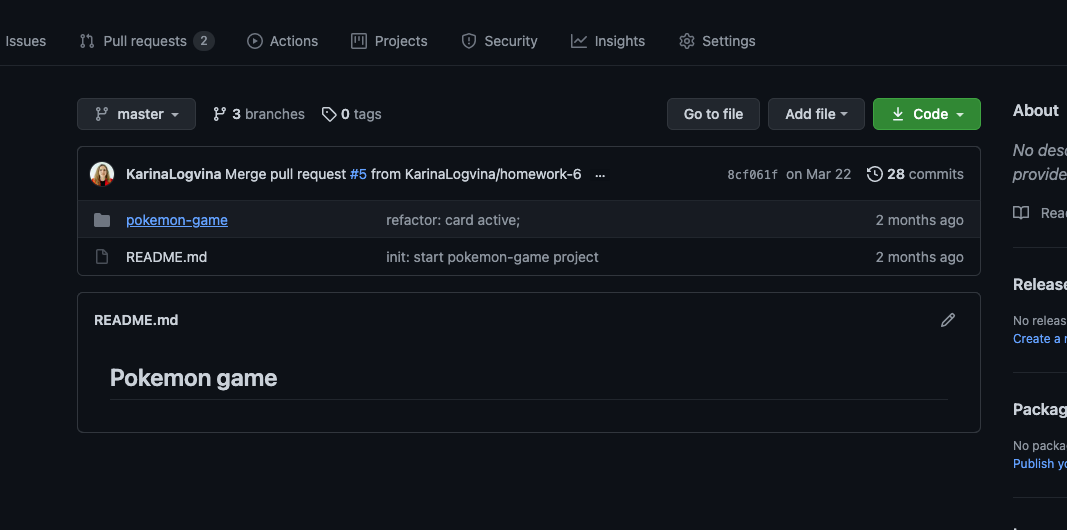 Issues Pull requests 2 Actions Projects Security Insights Settings
master 3 branches 0 tags Go to file Add file Code
KarinaLogvina Merge pull request #5 from KarinaLogvina/homework-6 ... 8cf061f on Mar 22 28 commits
pokemon-game refactor: card active; 2 months ago
README.md init: start pokemon-game project 2 months ago
README.md
Pokemon game
About
No desc
provide
Read
Release
No releas
Create a r
Packag
No packa
Publish yo